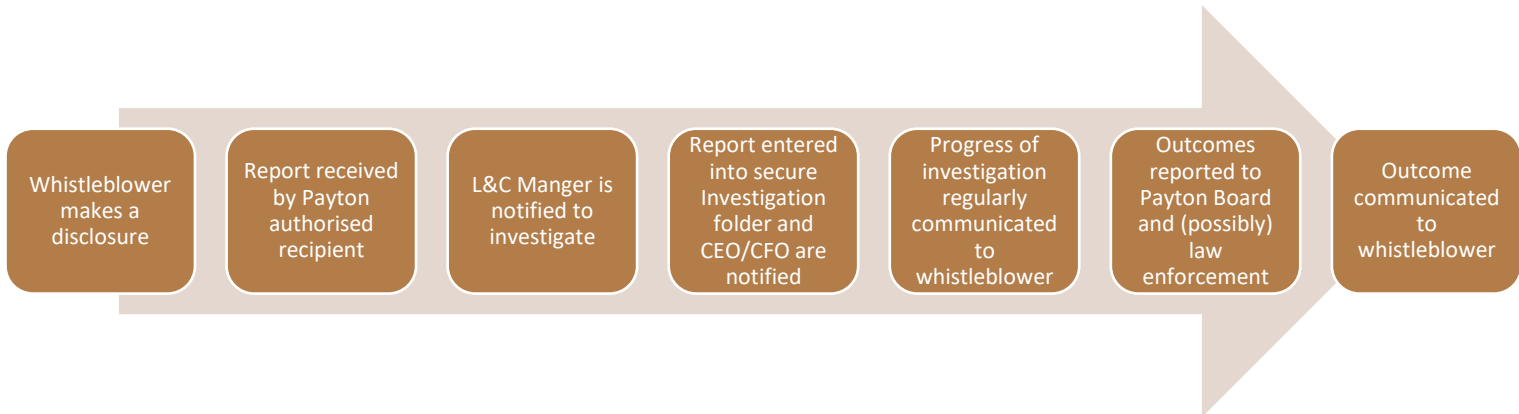 Whistleblower
makes a
disclosure
Report received
by Payton
authorised
recipient
L&C Manger is
notified to
investigate
Report entered
into secure
Investigation
folder and
CEO/CFO are
notified
Progress of
investigation
regularly
communicated
to
whistleblower
Outcomes
reported to
Payton Board
and (possibly)
law
enforcement
Outcome
communicated
to
whistleblower